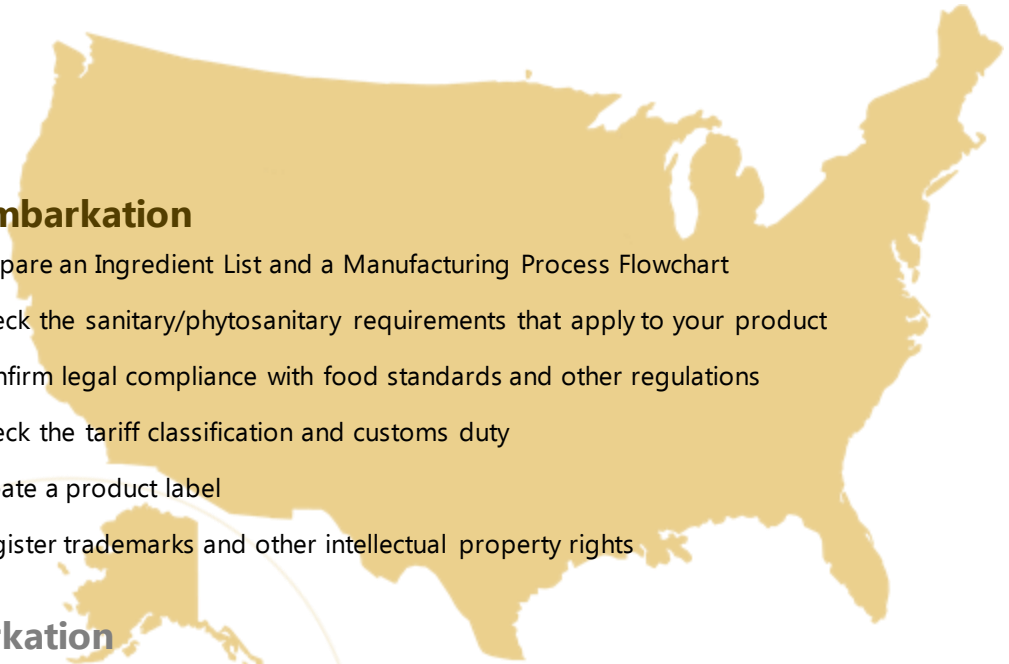 mbarkation
pare an Ingredient List and a Manufacturing Process Flowchart
eck the sanitary/phytosanitary requirements that apply to your product
nfirm legal compliance with food standards and other regulations
eck the tariff classification and customs duty
ate a product label
gister trademarks and other intellectual property rights
rkation